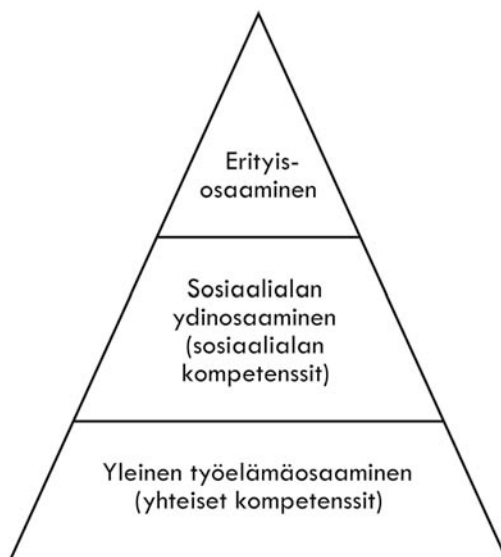 Erityis-
osaaminen
Sosiaalialan
ydinosaaminen
(sosiaalialan
kompetenssit)
Yleinen työelämäosaaminen
(yhteiset kompetenssit)